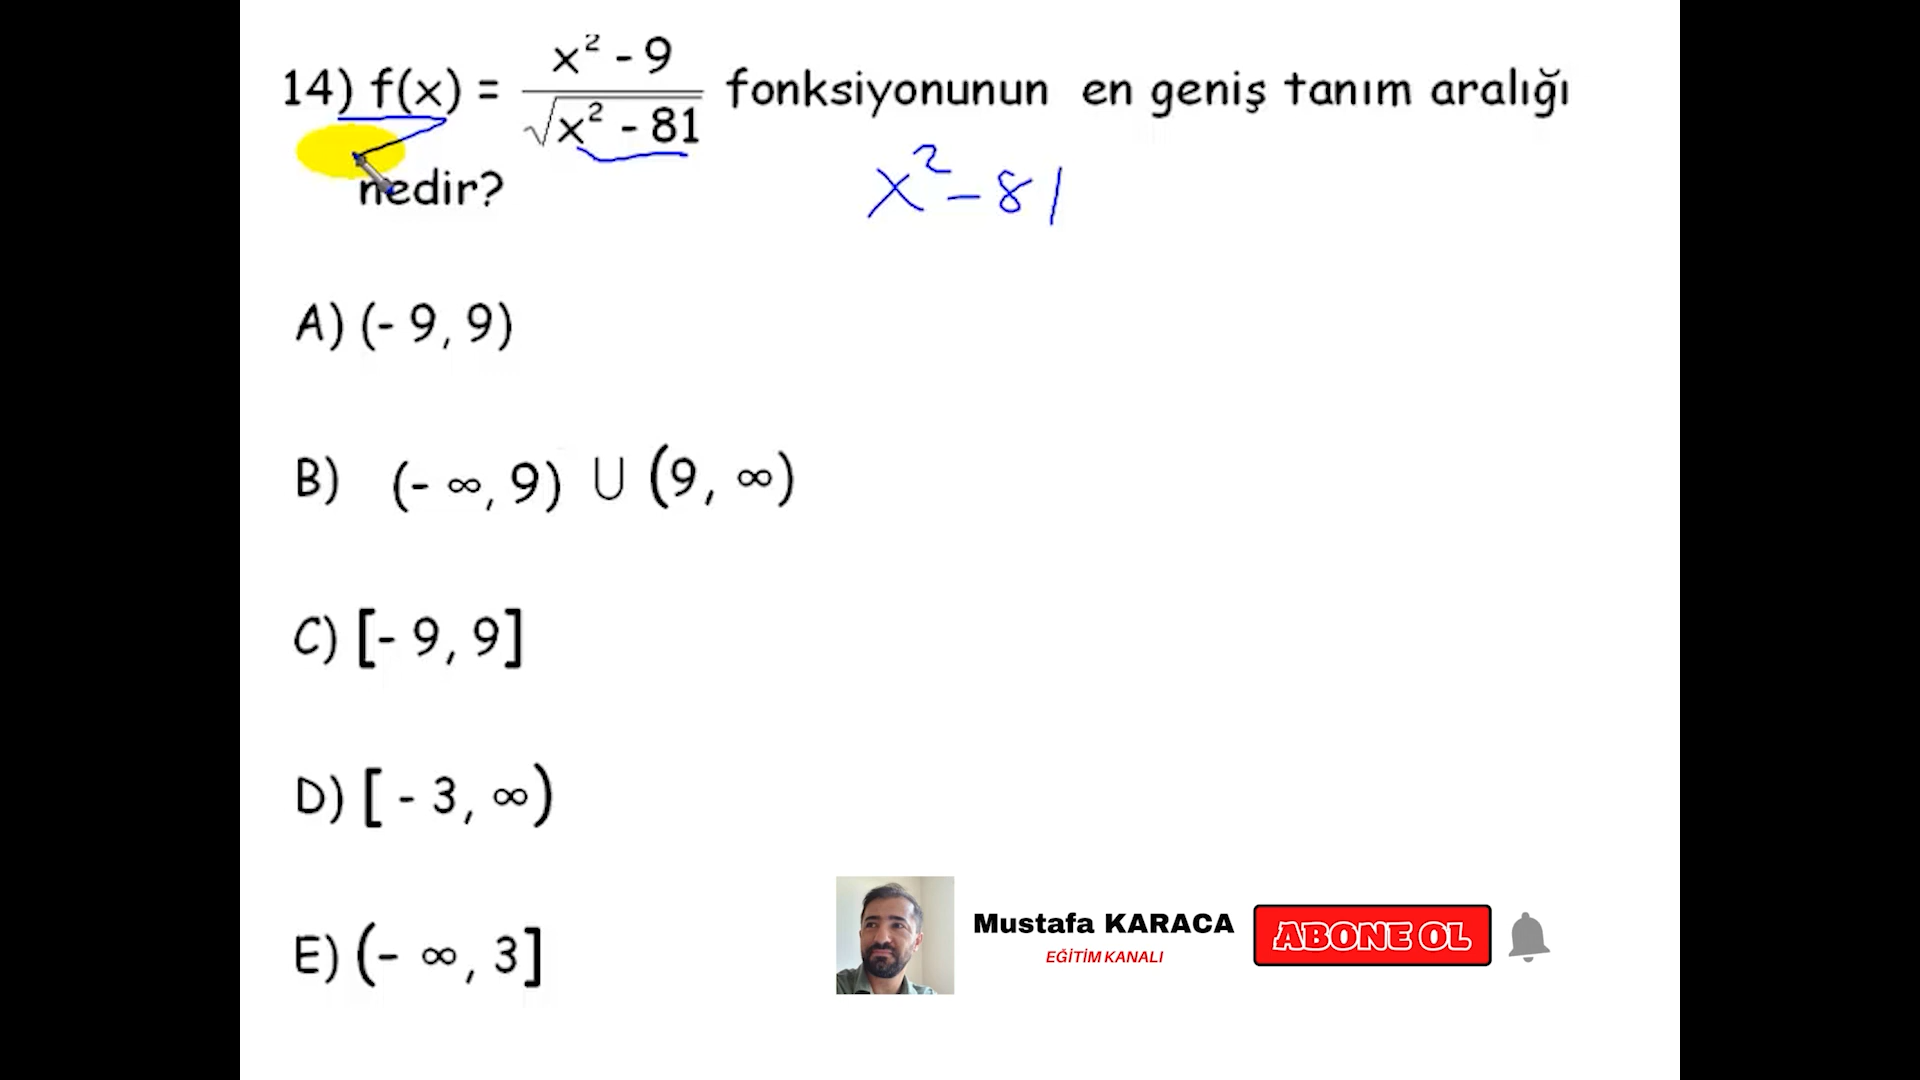 14) f(x) = x² - 9 / √x² - 81 fonksiyonunun en geniş tanım aralığı
nedir?
x² - 81
A) (- 9, 9)
B) (- ∞, 9) ∪ (9, ∞)
C) [- 9, 9]
D) [- 3, ∞)
E) (- ∞, 3]
Mustafa KARACA
EĞİTİM KANALI
ABONE OL